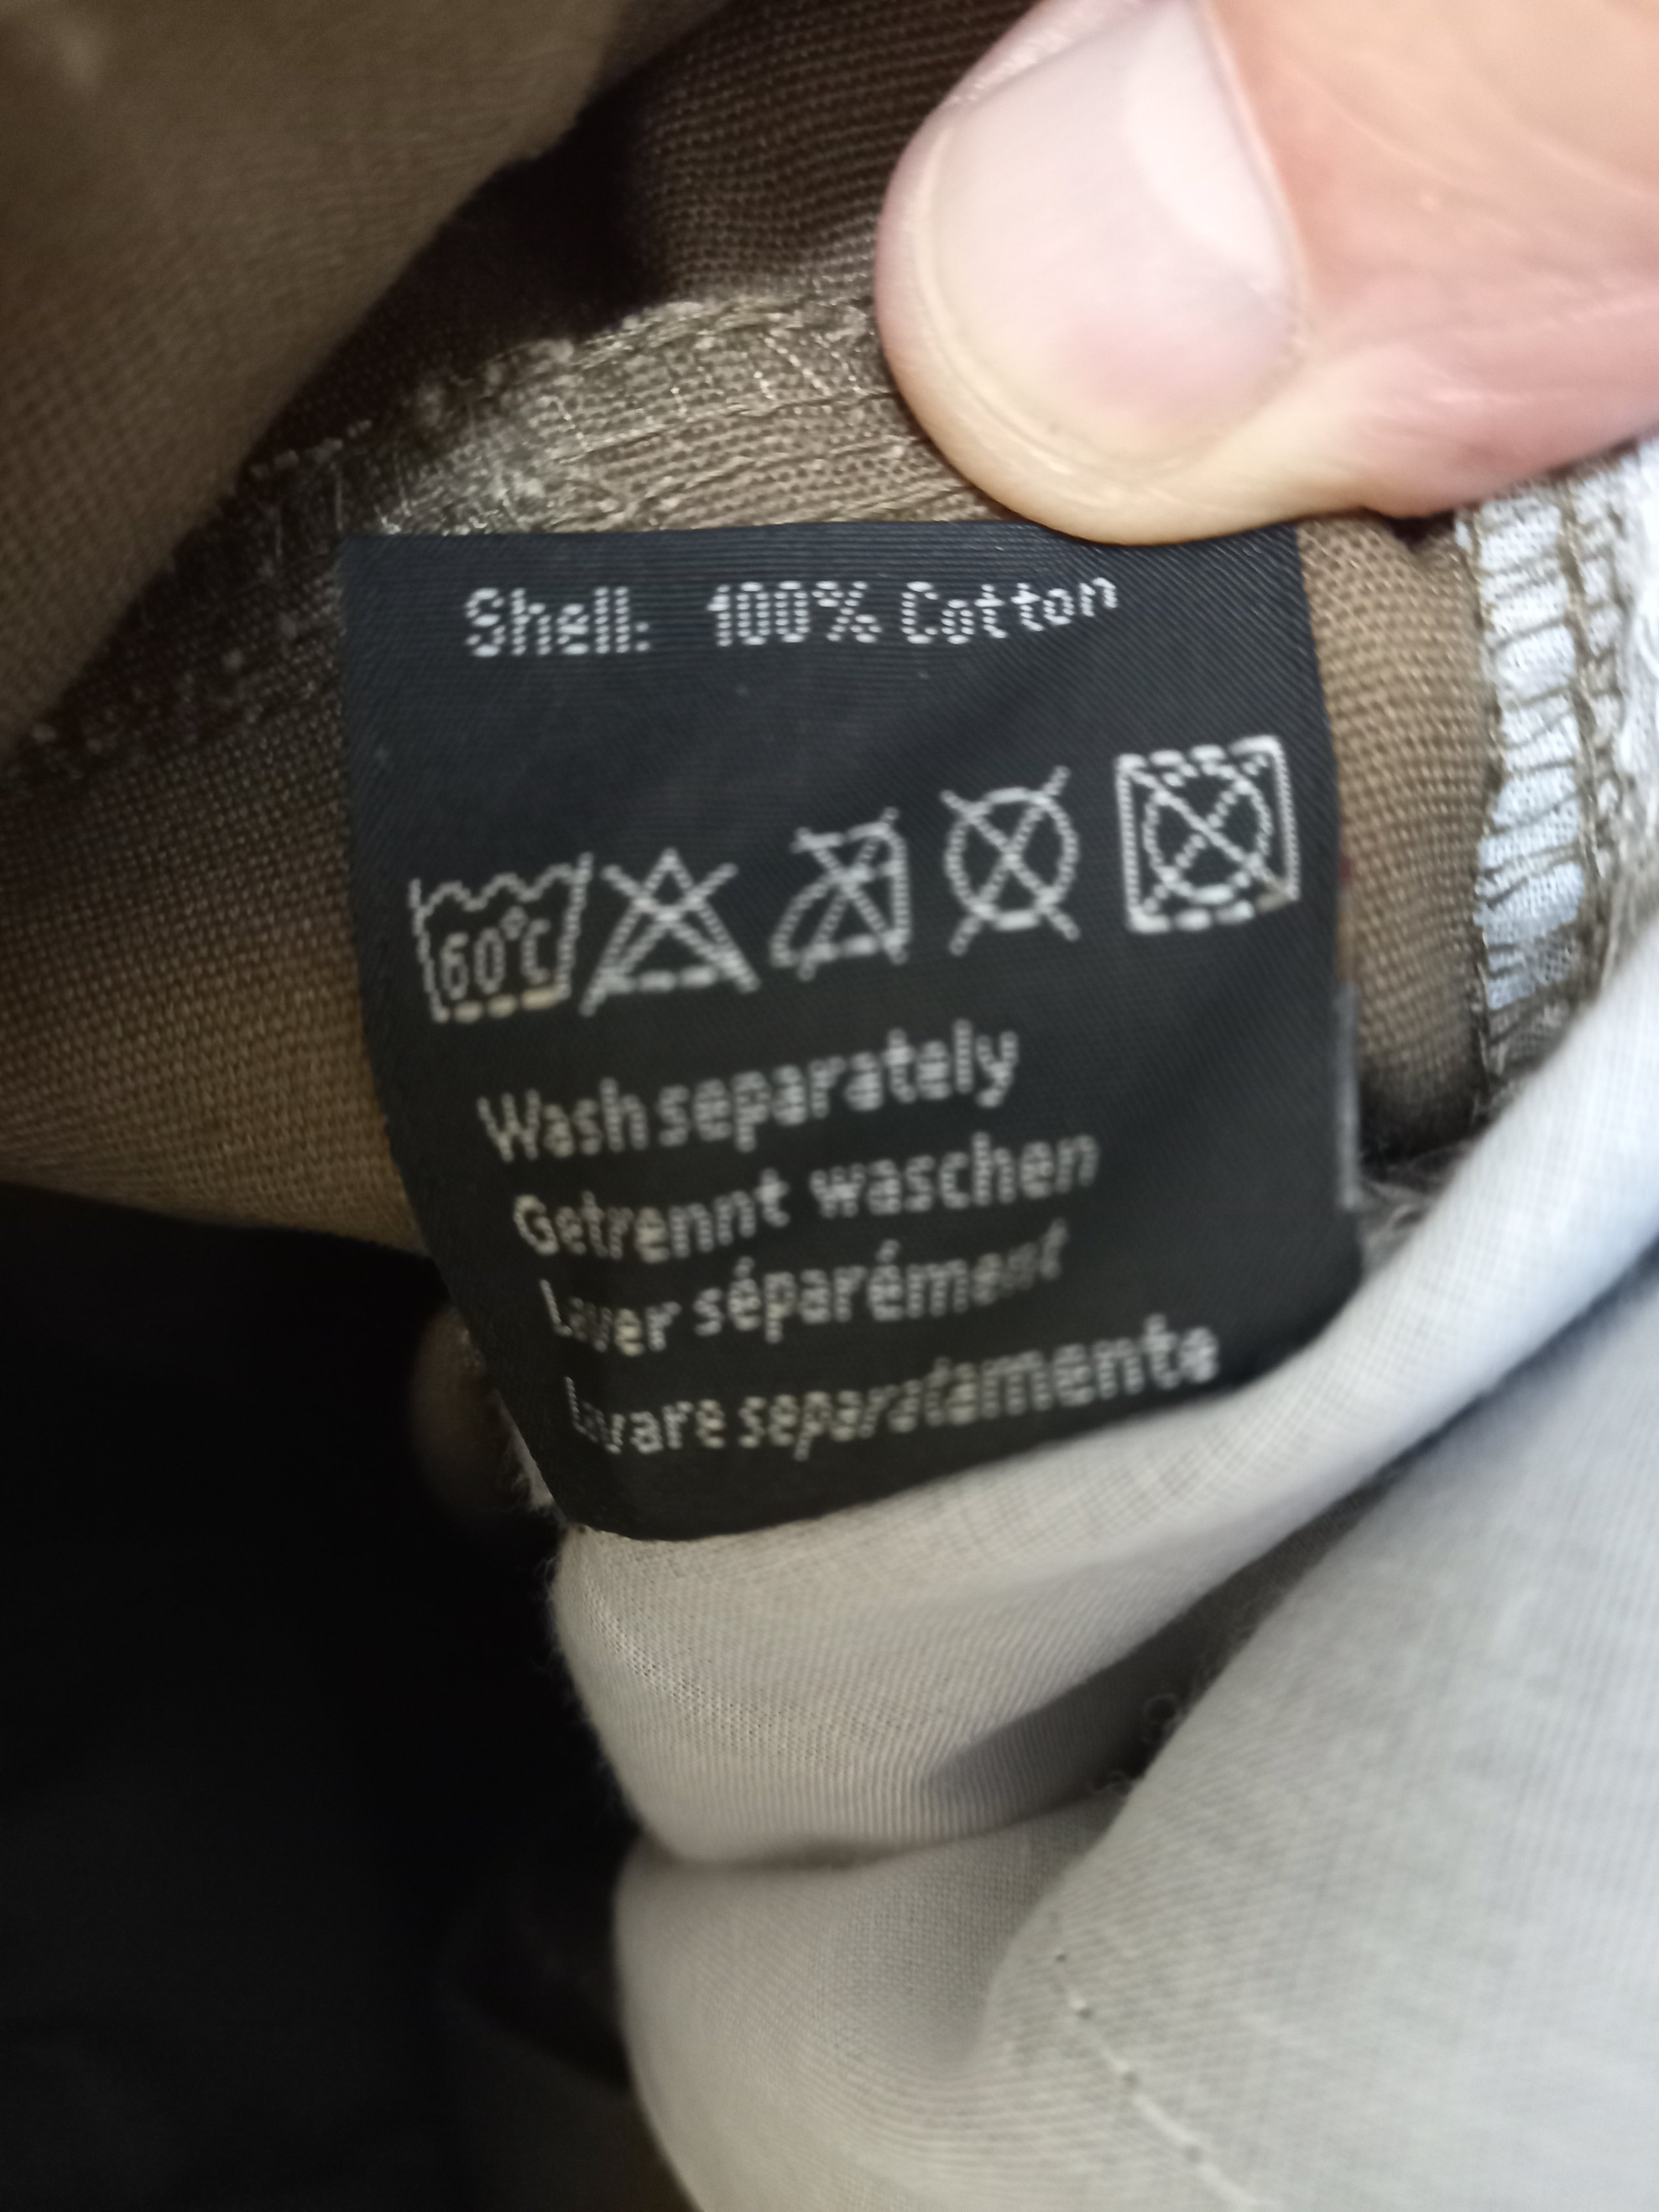 Shell: 100% Cotton
60°C
Wash separately
Getrennt waschen
Laver séparément
Lavare separatamente